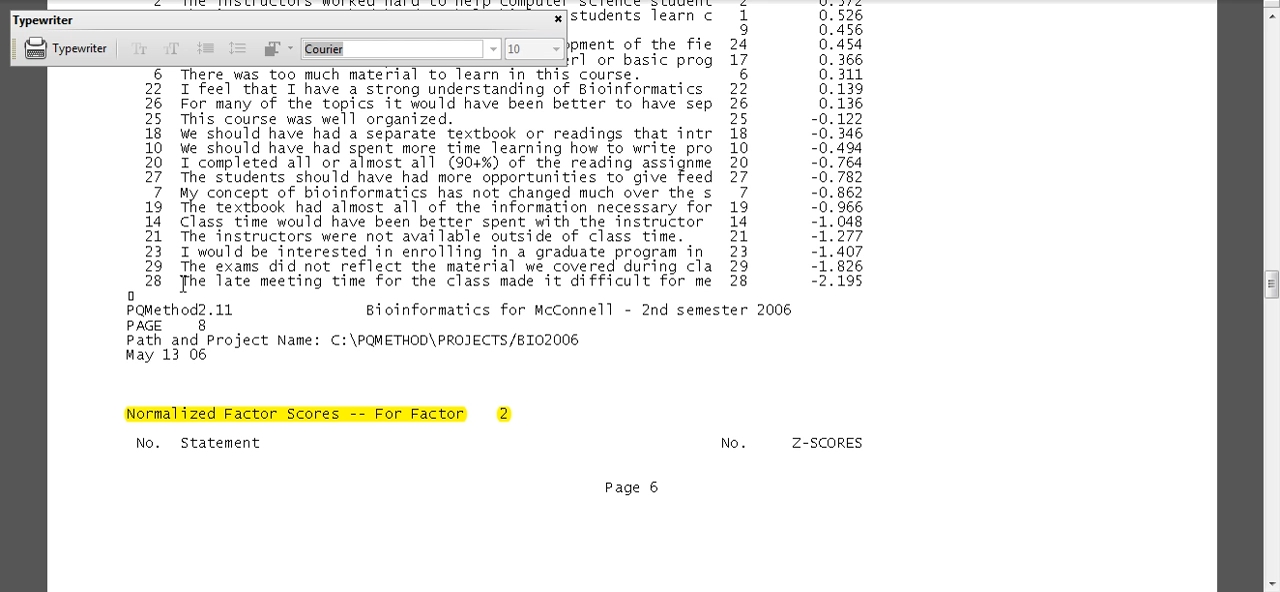 2 The instructors worked hard to help computer science student 2 0.572
Typewriter
students learn c 1 0.526
9 0.456
Typewriter Courier 10
pment of the fie 24 0.454
erl or basic prog 17 0.366
6 There was too much material to learn in this course. 6 0.311
22 I feel that I have a strong understanding of Bioinformatics 22 0.139
26 For many of the topics it would have been better to have sep 26 0.136
25 This course was well organized. 25 -0.122
18 We should have had a separate textbook or readings that intr 18 -0.346
10 We should have had spent more time learning how to write pro 10 -0.494
20 I completed all or almost all (90+%) of the reading assignme 20 -0.764
27 The students should have had more opportunities to give feed 27 -0.782
7 My concept of bioinformatics has not changed much over the s 7 -0.862
19 The textbook had almost all of the information necessary for 19 -0.966
14 Class time would have been better spent with the instructor 14 -1.048
21 The instructors were not available outside of class time. 21 -1.277
23 I would be interested in enrolling in a graduate program in 23 -1.407
29 The exams did not reflect the material we covered during cla 29 -1.826
28 The late meeting time for the class made it difficult for me 28 -2.195
PQMethod2.11 Bioinformatics for McConnell - 2nd semester 2006
PAGE 8
Path and Project Name: C:\PQMETHOD\PROJECTS/BIO2006
May 13 06
Normalized Factor Scores -- For Factor 2
No. Statement No. Z-SCORES
Page 6